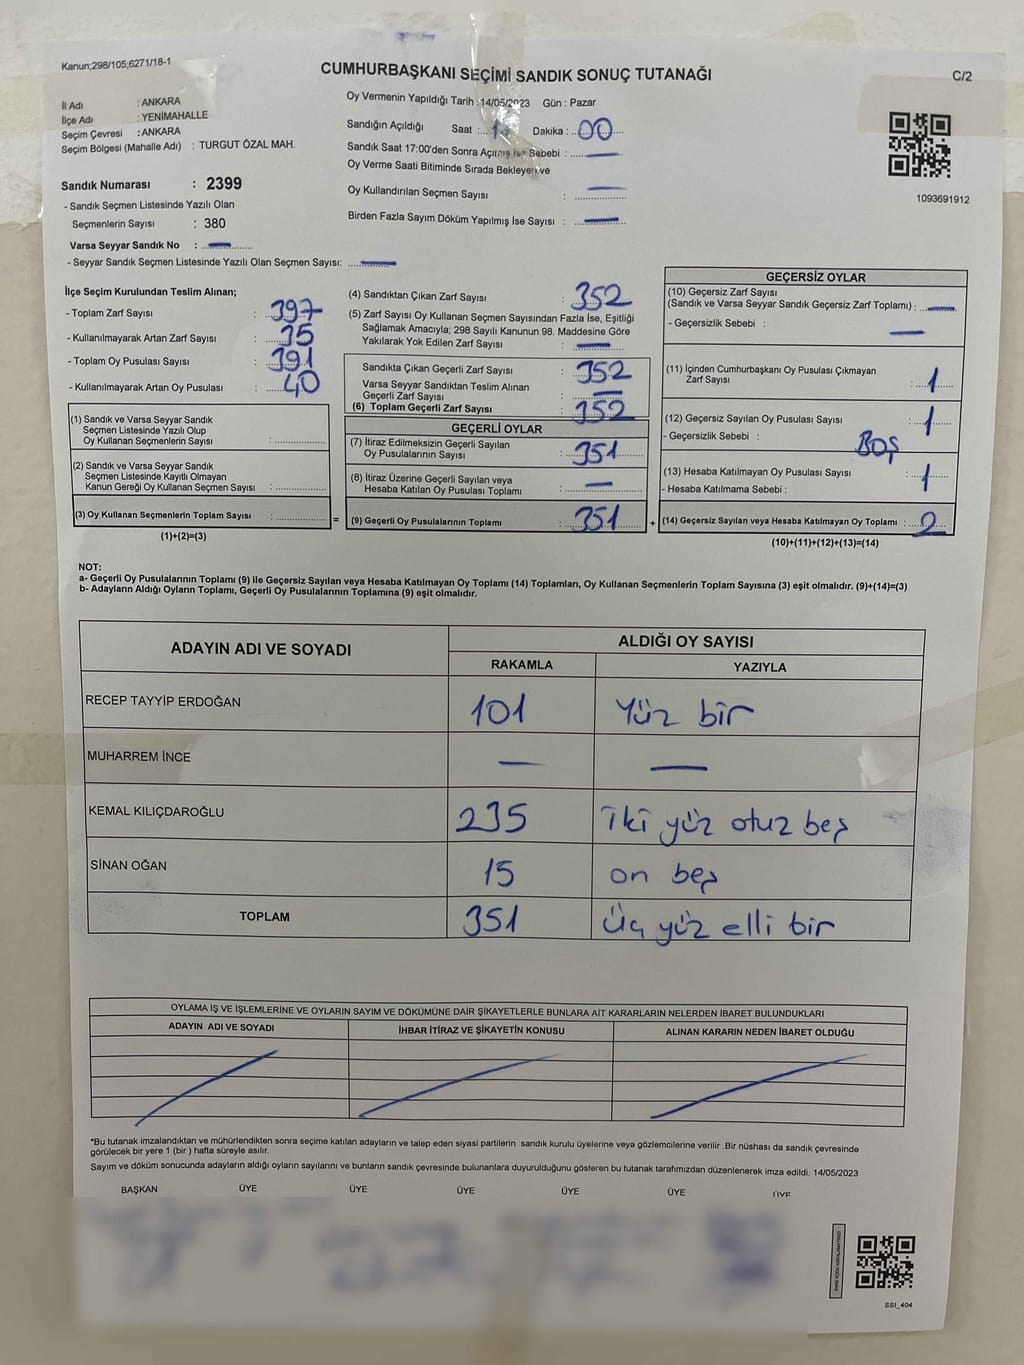 Kanun;298/105;6271/18-1
CUMHURBAŞKANI SEÇİMİ SANDIK SONUÇ TUTANAĞI
C/2
İl Adı : ANKARA
İlçe Adı : YENİMAHALLE
Seçim Çevresi : ANKARA
Seçim Bölgesi (Mahalle Adı) : TURGUT ÖZAL MAH.
Sandık Numarası : 2399
- Sandık Seçmen Listesinde Yazılı Olan
Seçmenlerin Sayısı : 380
Varsa Seyyar Sandık No : —
- Seyyar Sandık Seçmen Listesinde Yazılı Olan Seçmen Sayısı: —
Oy Vermenin Yapıldığı Tarih :14/05/2023 Gün : Pazar
Sandığın Açıldığı Saat : Dakika : 00
Sandık Saat 17:00'den Sonra Açılmış İse Sebebi : —
Oy Verme Saati Bitiminde Sırada Bekleyen ve
Oy Kullandırılan Seçmen Sayısı : —
Birden Fazla Sayım Döküm Yapılmış İse Sayısı : —
1093691912
İlçe Seçim Kurulundan Teslim Alınan;
- Toplam Zarf Sayısı : 397
- Kullanılmayarak Artan Zarf Sayısı : 35
- Toplam Oy Pusulası Sayısı : 391
- Kullanılmayarak Artan Oy Pusulası : 40
(1) Sandık ve Varsa Seyyar Sandık
Seçmen Listesinde Yazılı Olup
Oy Kullanan Seçmenlerin Sayısı :
(2) Sandık ve Varsa Seyyar Sandık
Seçmen Listesinde Kayıtlı Olmayan
Kanun Gereği Oy Kullanan Seçmen Sayısı :
(3) Oy Kullanan Seçmenlerin Toplam Sayısı :
(1)+(2)=(3)
=
(4) Sandıktan Çıkan Zarf Sayısı : 352
(5) Zarf Sayısı Oy Kullanan Seçmen Sayısından Fazla İse, Eşitliği
Sağlamak Amacıyla; 298 Sayılı Kanunun 98. Maddesine Göre
Yakılarak Yok Edilen Zarf Sayısı : —
Sandıkta Çıkan Geçerli Zarf Sayısı : 352
Varsa Seyyar Sandıktan Teslim Alınan
Geçerli Zarf Sayısı : —
(6) Toplam Geçerli Zarf Sayısı : 352
GEÇERLİ OYLAR
(7) İtiraz Edilmeksizin Geçerli Sayılan
Oy Pusulalarının Sayısı : 351
(8) İtiraz Üzerine Geçerli Sayılan veya
Hesaba Katılan Oy Pusulası Toplamı : —
(9) Geçerli Oy Pusulalarının Toplamı : 351
+
GEÇERSİZ OYLAR
(10) Geçersiz Zarf Sayısı
(Sandık ve Varsa Seyyar Sandık Geçersiz Zarf Toplamı) : —
- Geçersizlik Sebebi : —
(11) İçinden Cumhurbaşkanı Oy Pusulası Çıkmayan
Zarf Sayısı : 1
(12) Geçersiz Sayılan Oy Pusulası Sayısı : 1
- Geçersizlik Sebebi : BOŞ
(13) Hesaba Katılmayan Oy Pusulası Sayısı : 1
- Hesaba Katılmama Sebebi :
(14) Geçersiz Sayılan veya Hesaba Katılmayan Oy Toplamı : 2
(10)+(11)+(12)+(13)=(14)
NOT:
a- Geçerli Oy Pusulalarının Toplamı (9) ile Geçersiz Sayılan veya Hesaba Katılmayan Oy Toplamı (14) Toplamları, Oy Kullanan Seçmenlerin Toplam Sayısına (3) eşit olmalıdır. (9)+(14)=(3)
b- Adayların Aldığı Oyların Toplamı, Geçerli Oy Pusulalarının Toplamına (9) eşit olmalıdır.
ADAYIN ADI VE SOYADI ALDIĞI OY SAYISI
RAKAMLA YAZIYLA
RECEP TAYYİP ERDOĞAN 101 Yüz bir
MUHARREM İNCE — —
KEMAL KILIÇDAROĞLU 235 İki yüz otuz beş
SİNAN OĞAN 15 on beş
TOPLAM 351 Üç yüz elli bir
OYLAMA İŞ VE İŞLEMLERİNE VE OYLARIN SAYIM VE DÖKÜMÜNE DAİR ŞİKAYETLERLE BUNLARA AİT KARARLARIN NELERDEN İBARET BULUNDUKLARI
ADAYIN ADI VE SOYADI İHBAR İTİRAZ VE ŞİKAYETİN KONUSU ALINAN KARARIN NEDEN İBARET OLDUĞU
*Bu tutanak imzalandıktan ve mühürlendikten sonra seçime katılan adayların ve talep eden siyasi partilerin sandık kurulu üyelerine veya gözlemcilerine verilir .Bir nüshası da sandık çevresinde
görülecek bir yere 1 (bir ) hafta süreyle asılır.
Sayım ve döküm sonucunda adayların aldığı oyların sayılarını ve bunların sandık çevresinde bulunanlara duyurulduğunu gösteren bu tutanak tarafımızdan düzenlenerek imza edildi. 14/05/2023
BAŞKAN ÜYE ÜYE ÜYE ÜYE ÜYE ÜYE
SSI_404